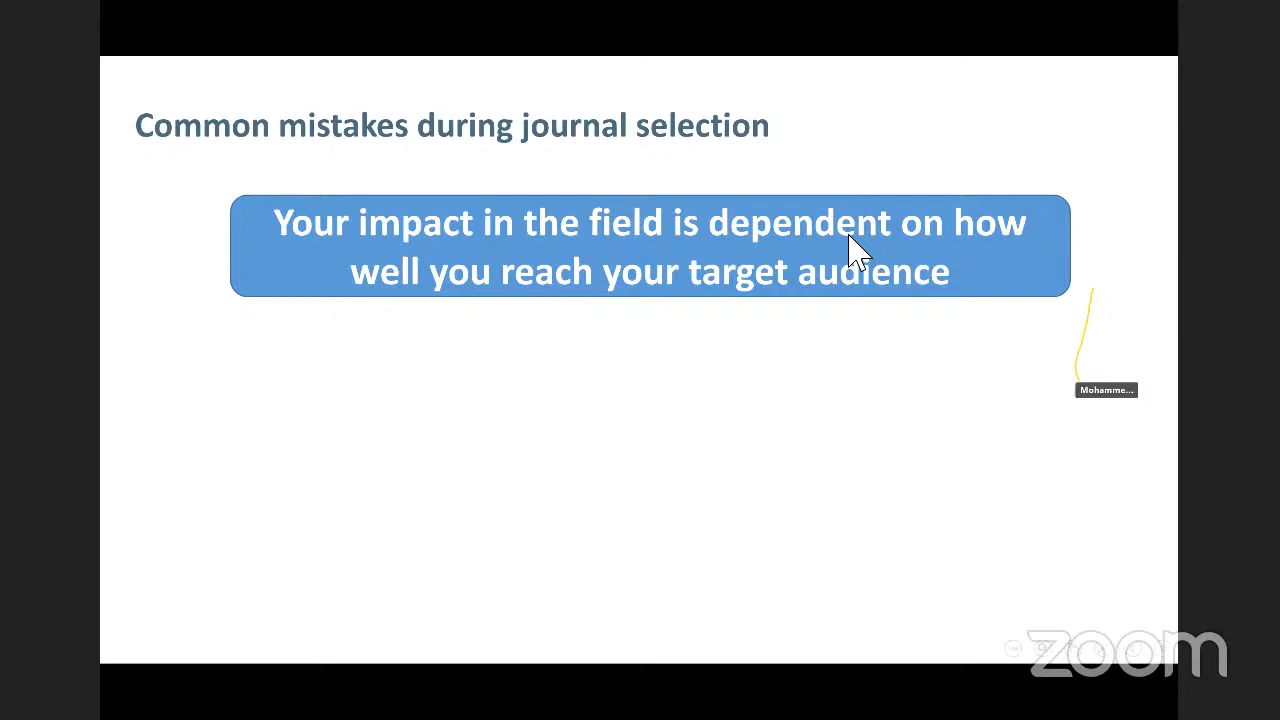 Common mistakes during journal selection
Your impact in the field is dependent on how
well you reach your target audience
Mohamme...
zoom